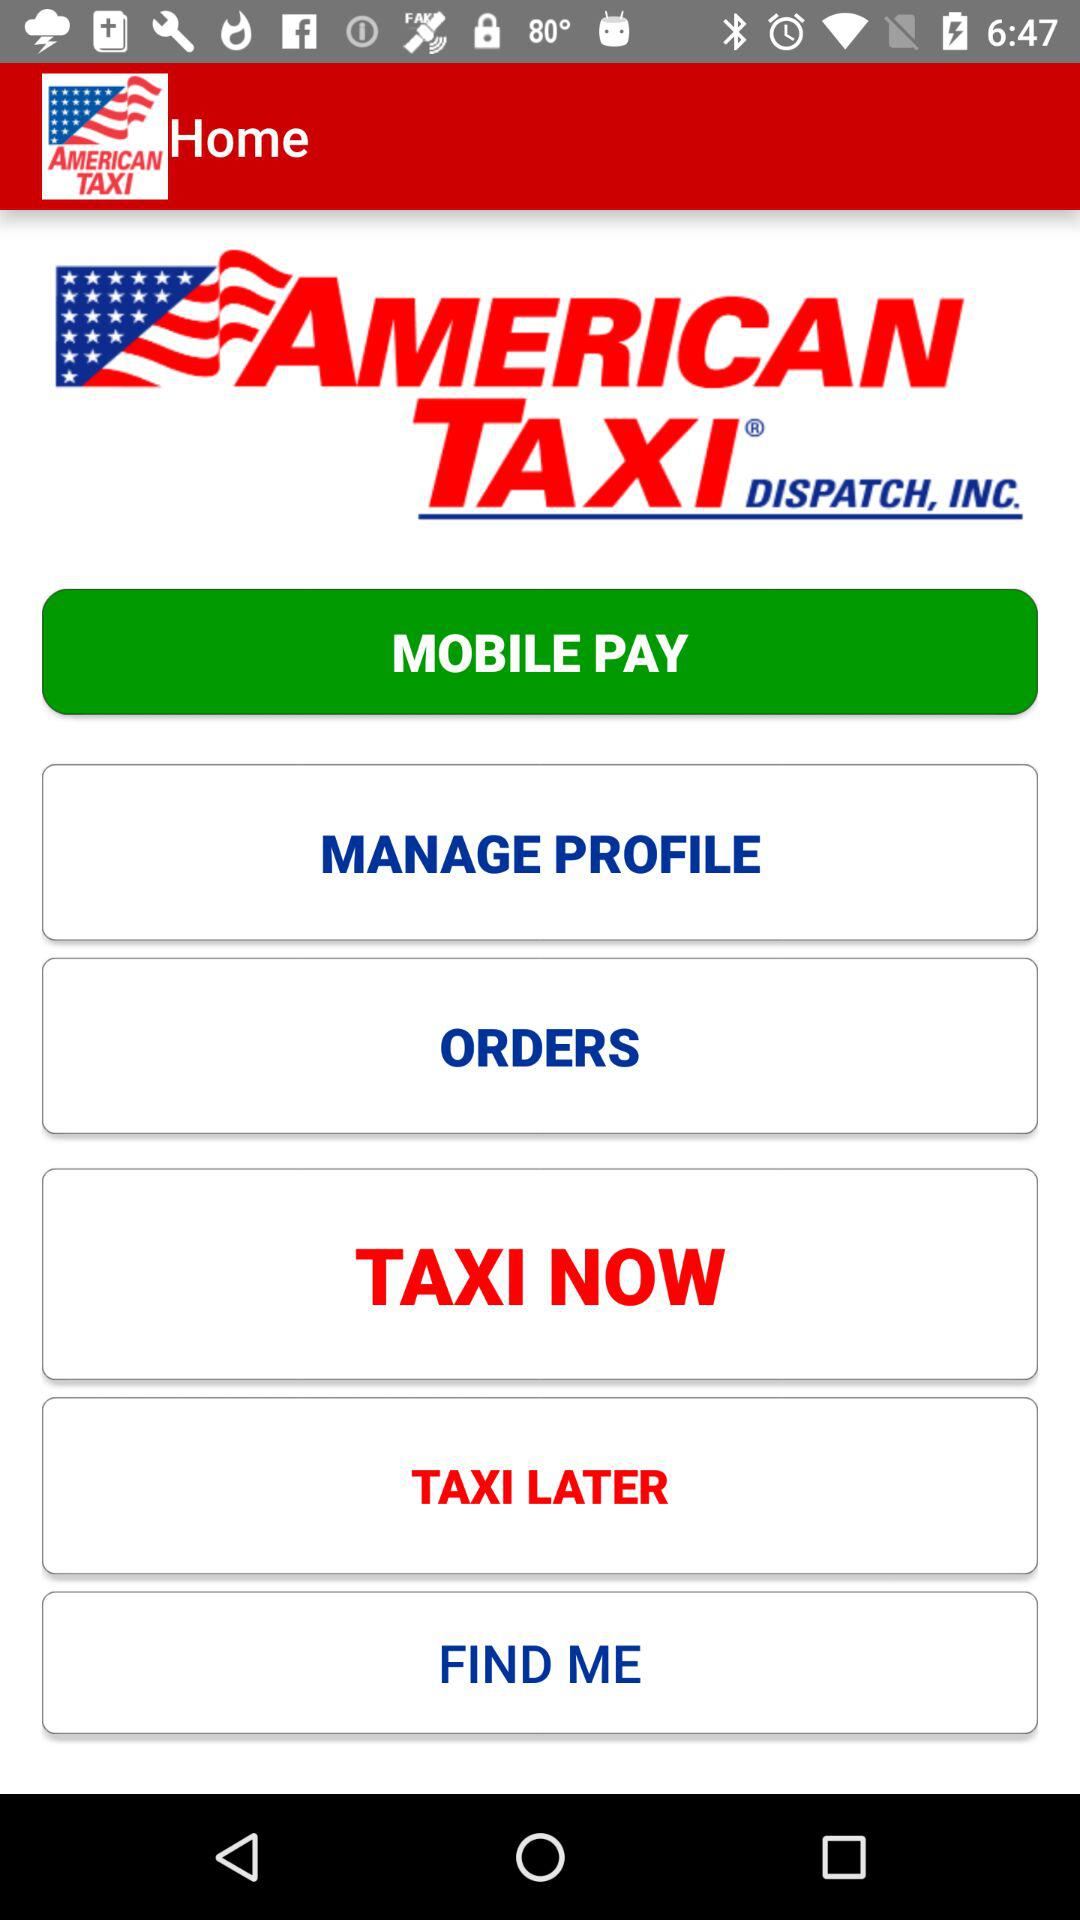 FAK 80° 6:47
AMERICAN
TAXI
Home
AMERICAN
TAXI® DISPATCH, INC.
MOBILE PAY
MANAGE PROFILE
ORDERS
TAXI NOW
TAXI LATER
FIND ME